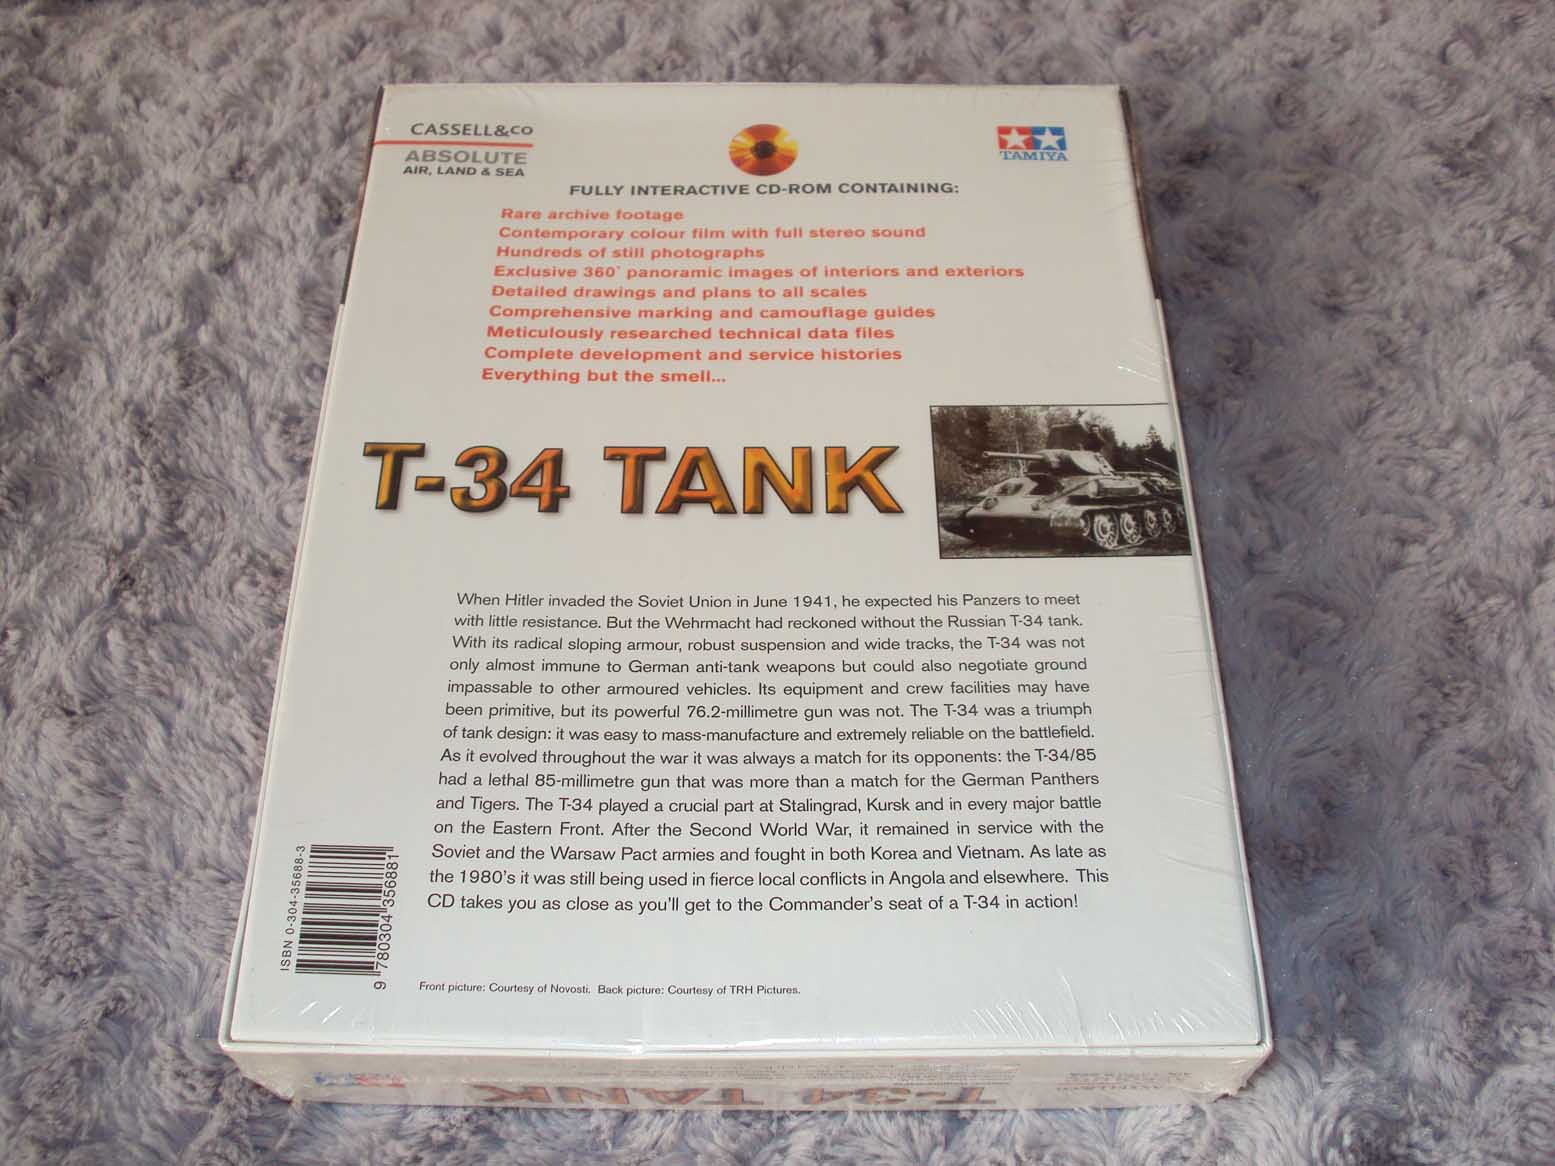 CASSELL&CO
ABSOLUTE
AIR, LAND & SEA
TAMIYA
FULLY INTERACTIVE CD-ROM CONTAINING:
Rare archive footage
Contemporary colour film with full stereo sound
Hundreds of still photographs
Exclusive 360° panoramic images of interiors and exteriors
Detailed drawings and plans to all scales
Comprehensive marking and camouflage guides
Meticulously researched technical data files
Complete development and service histories
Everything but the smell...
T-34 TANK
When Hitler invaded the Soviet Union in June 1941, he expected his Panzers to meet
with little resistance. But the Wehrmacht had reckoned without the Russian T-34 tank.
With its radical sloping armour, robust suspension and wide tracks, the T-34 was not
only almost immune to German anti-tank weapons but could also negotiate ground
impassable to other armoured vehicles. Its equipment and crew facilities may have
been primitive, but its powerful 76.2-millimetre gun was not. The T-34 was a triumph
of tank design: it was easy to mass-manufacture and extremely reliable on the battlefield.
As it evolved throughout the war it was always a match for its opponents: the T-34/85
had a lethal 85-millimetre gun that was more than a match for the German Panthers
and Tigers. The T-34 played a crucial part at Stalingrad, Kursk and in every major battle
on the Eastern Front. After the Second World War, it remained in service with the
Soviet and the Warsaw Pact armies and fought in both Korea and Vietnam. As late as
the 1980's it was still being used in fierce local conflicts in Angola and elsewhere. This
CD takes you as close as you'll get to the Commander's seat of a T-34 in action!
ISBN 0-304-35688-3
9 780304 356881
Front picture: Courtesy of Novosti. Back picture: Courtesy of TRH Pictures.
T-34 TANK